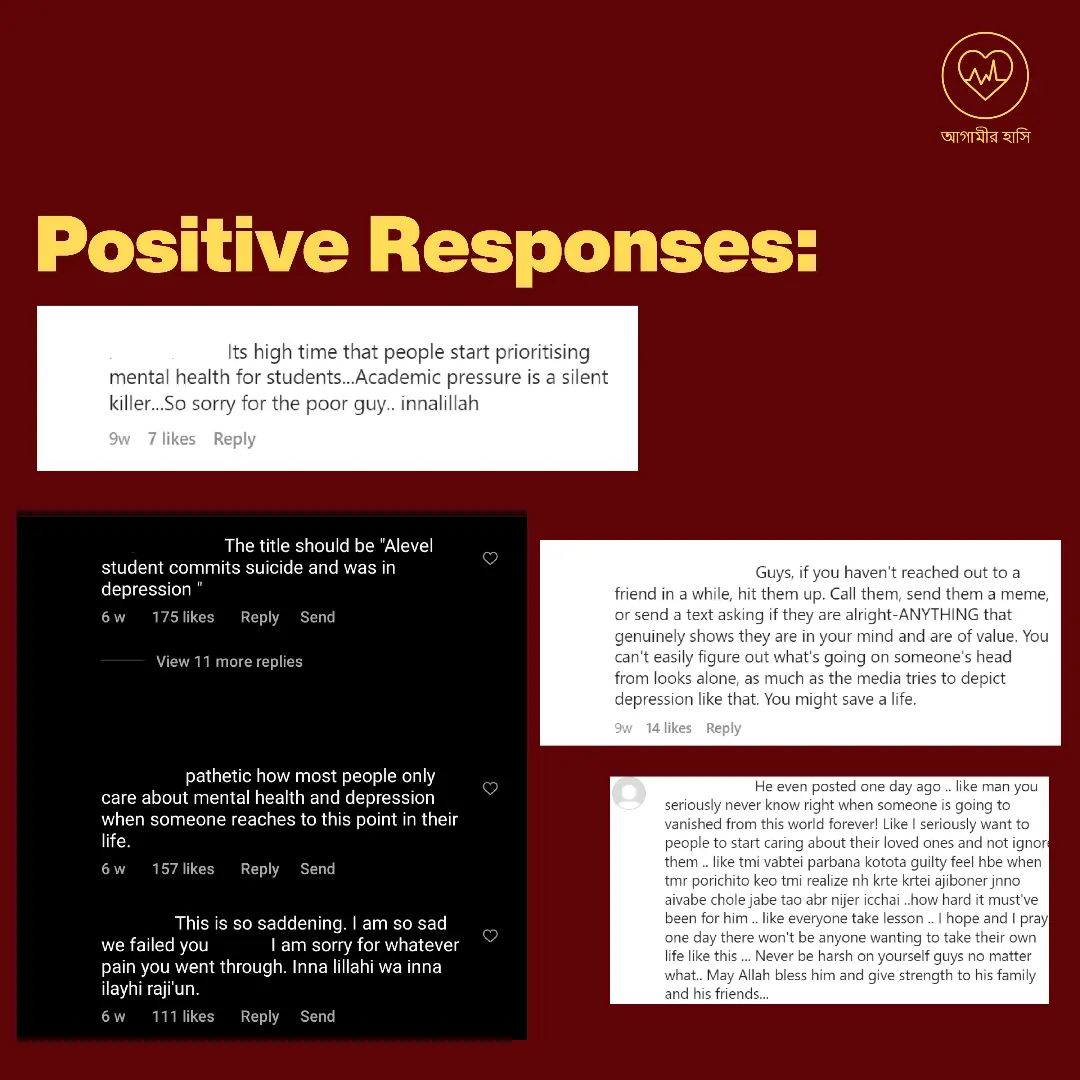 আগামীর হাসি
Positive Responses:
Its high time that people start prioritising
mental health for students...Academic pressure is a silent
killer...So sorry for the poor guy.. innalillah
9w 7 likes Reply
The title should be "Alevel
student commits suicide and was in
depression "
6 w 175 likes Reply Send
View 11 more replies
pathetic how most people only
care about mental health and depression
when someone reaches to this point in their
life.
6 w 157 likes Reply Send
This is so saddening. I am so sad
we failed you I am sorry for whatever
pain you went through. Inna lillahi wa inna
ilayhi raji'un.
6 w 111 likes Reply Send
Guys, if you haven't reached out to a
friend in a while, hit them up. Call them, send them a meme,
or send a text asking if they are alright-ANYTHING that
genuinely shows they are in your mind and are of value. You
can't easily figure out what's going on someone's head
from looks alone, as much as the media tries to depict
depression like that. You might save a life.
9w 14 likes Reply
He even posted one day ago .. like man you
seriously never know right when someone is going to
vanished from this world forever! Like I seriously want to
people to start caring about their loved ones and not ignor
them .. like tmi vabtei parbana kotota guilty feel hbe when
tmr porichito keo tmi realize nh krte krtei ajiboner jnno
aivabe chole jabe tao abr nijer icchai ..how hard it must've
been for him .. like everyone take lesson .. I hope and I pray
one day there won't be anyone wanting to take their own
life like this ... Never be harsh on yourself guys no matter
what.. May Allah bless him and give strength to his family
and his friends...